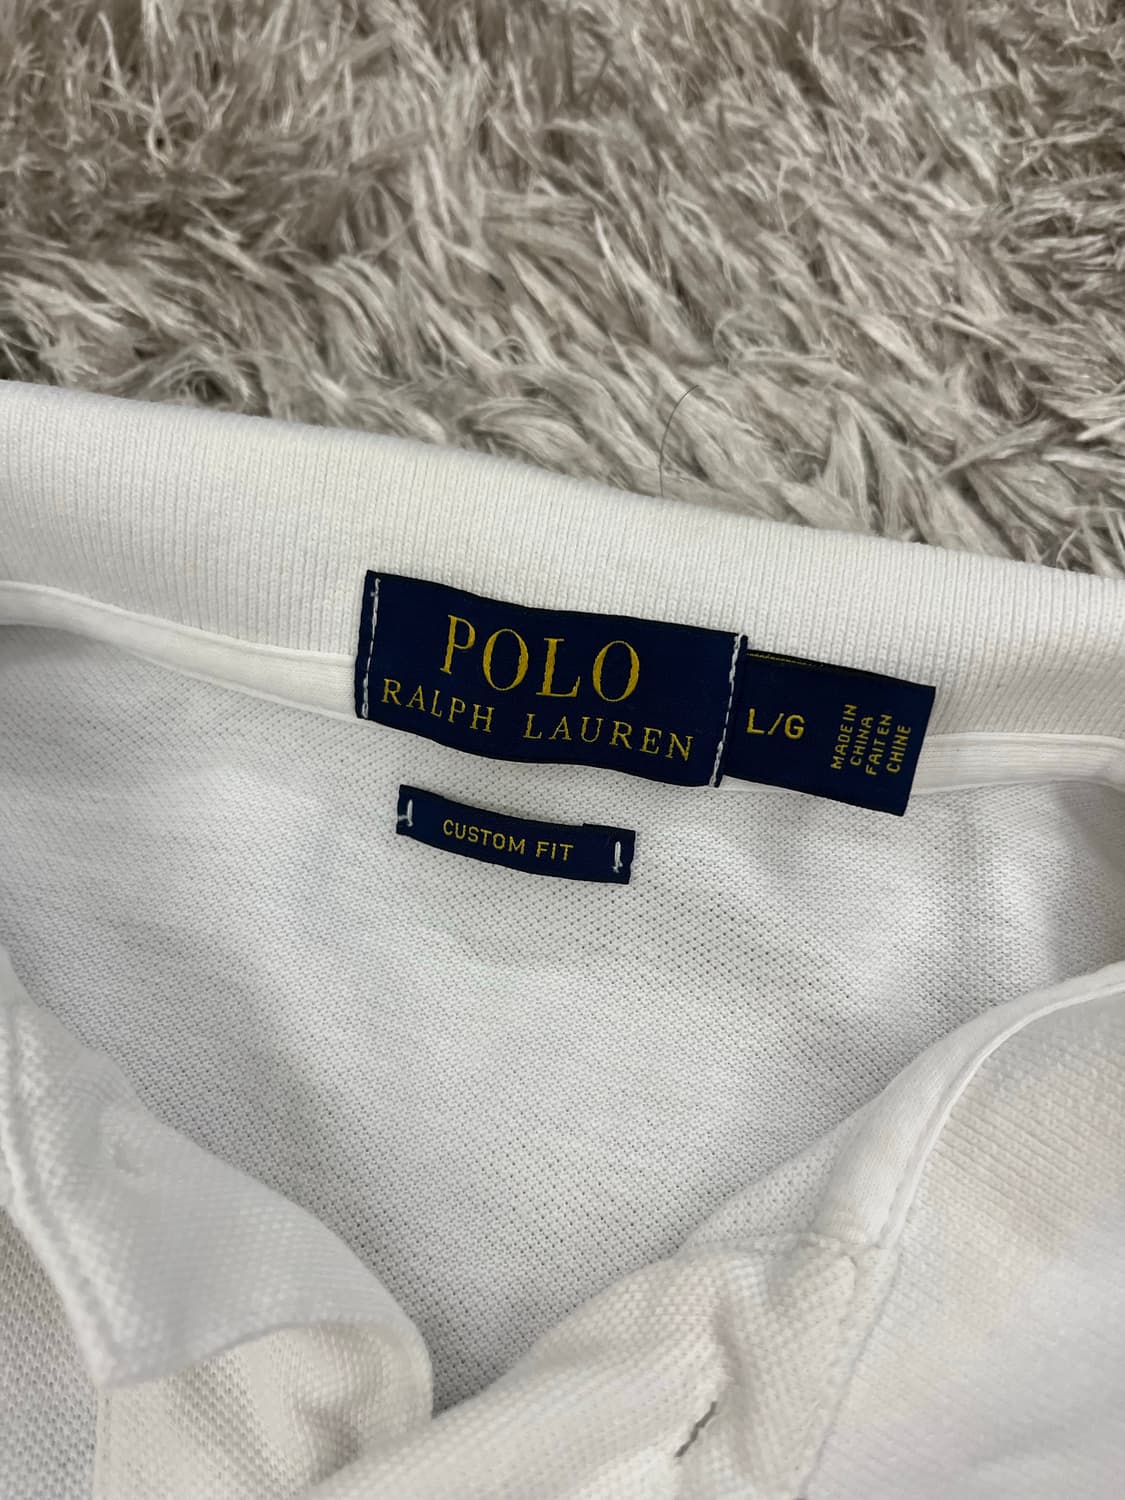 POLO
RALPH LAUREN
L/G
MADE IN
CHINA
FAIT EN
CHINE
CUSTOM FIT